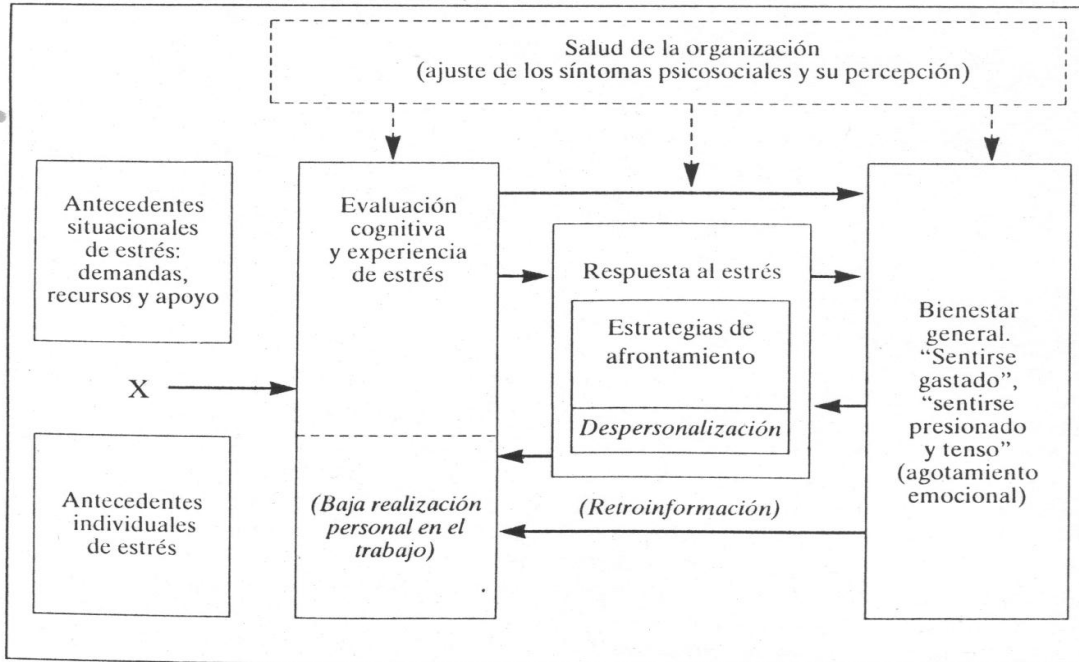 Salud de la organización
(ajuste de los síntomas psicosociales y su percepción)
Antecedentes
situacionales
de estrés:
demandas,
recursos y apoyo
X
Antecedentes
individuales
de estrés
Evaluación
cognitiva
y experiencia
de estrés
(Baja realización
personal en el
trabajo)
Respuesta al estrés
Estrategias de
afrontamiento
Despersonalización
(Retroinformación)
Bienestar
general.
“Sentirse
gastado”,
“sentirse
presionado
y tenso”
(agotamiento
emocional)